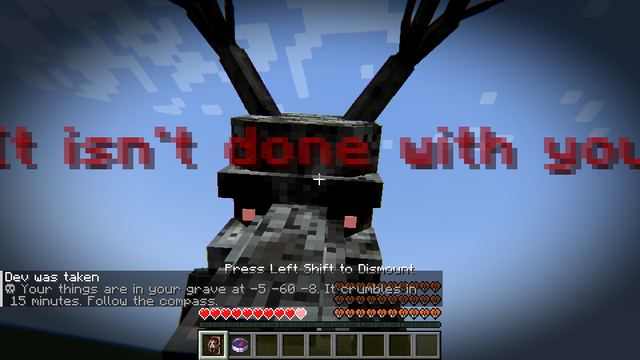 It isn't done with you
Press Left Shift to Dismount
Dev was taken
☠ Your things are in your grave at -5 -60 -8. It crumbles in
15 minutes. Follow the compass.